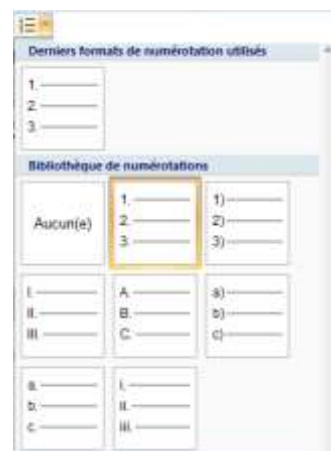 Derniers formats de numérotation utilisés
1.
2.
3.
Bibliothèque de numérotations
Aucun(e)
1.
2.
3.
1)
2)
3)
I.
II.
III.
A.
B.
C.
a)
b)
c)
a.
b.
c.
i.
ii.
iii.